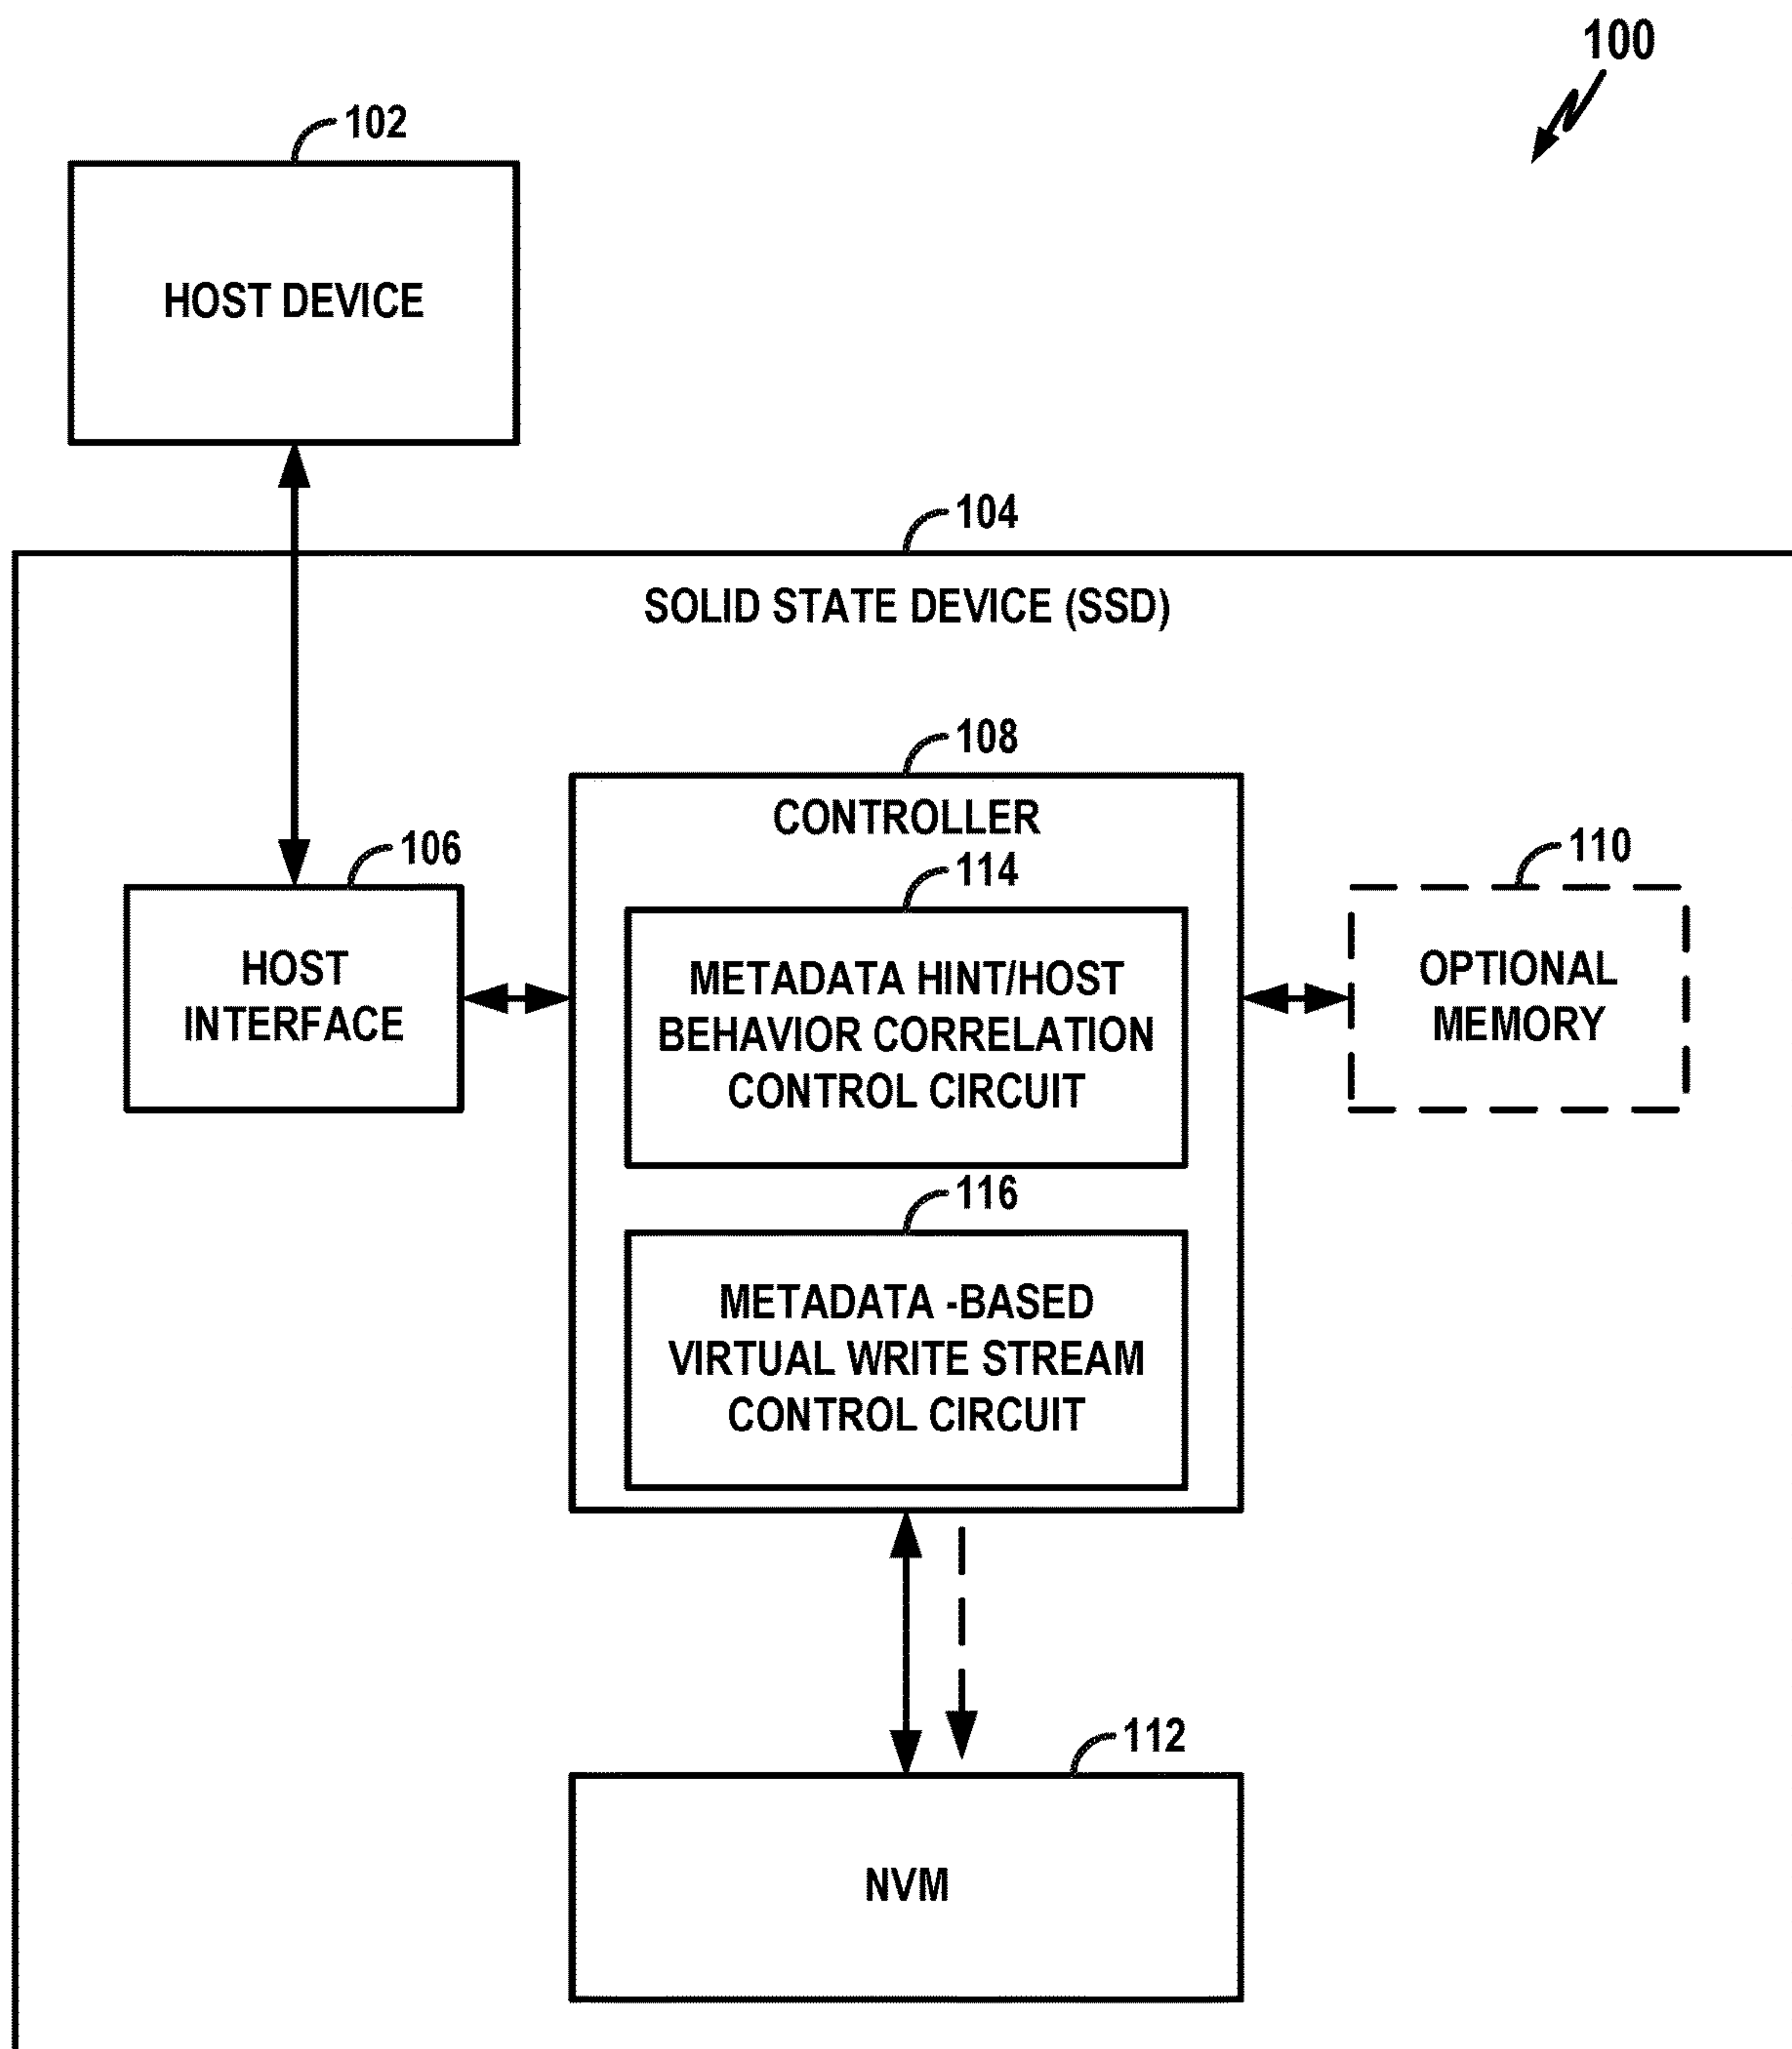 100
102
HOST DEVICE
104
SOLID STATE DEVICE (SSD)
108
CONTROLLER
106
HOST
INTERFACE
114
METADATA HINT/HOST
BEHAVIOR CORRELATION
CONTROL CIRCUIT
110
OPTIONAL
MEMORY
116
METADATA -BASED
VIRTUAL WRITE STREAM
CONTROL CIRCUIT
112
NVM